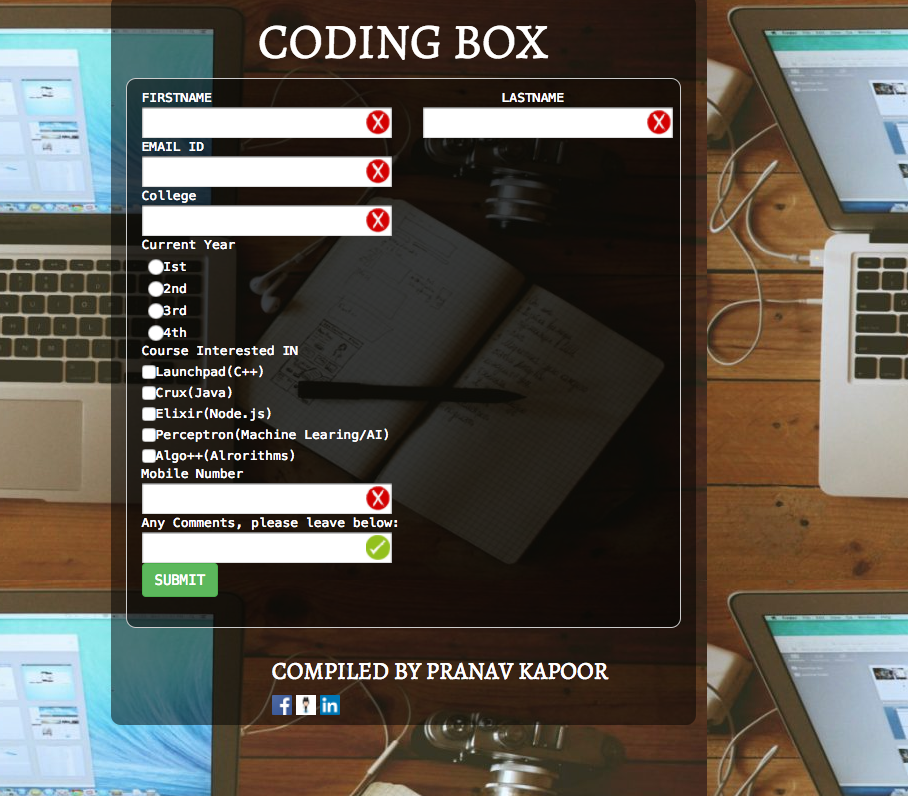 CODING BOX
FIRSTNAME LASTNAME
EMAIL ID
College
Current Year
Ist
2nd
3rd
4th
Course Interested IN
Launchpad(C++)
Crux(Java)
Elixir(Node.js)
Perceptron(Machine Learing/AI)
Algo++(Alrorithms)
Mobile Number
Any Comments, please leave below:
SUBMIT
COMPILED BY PRANAV KAPOOR
f in